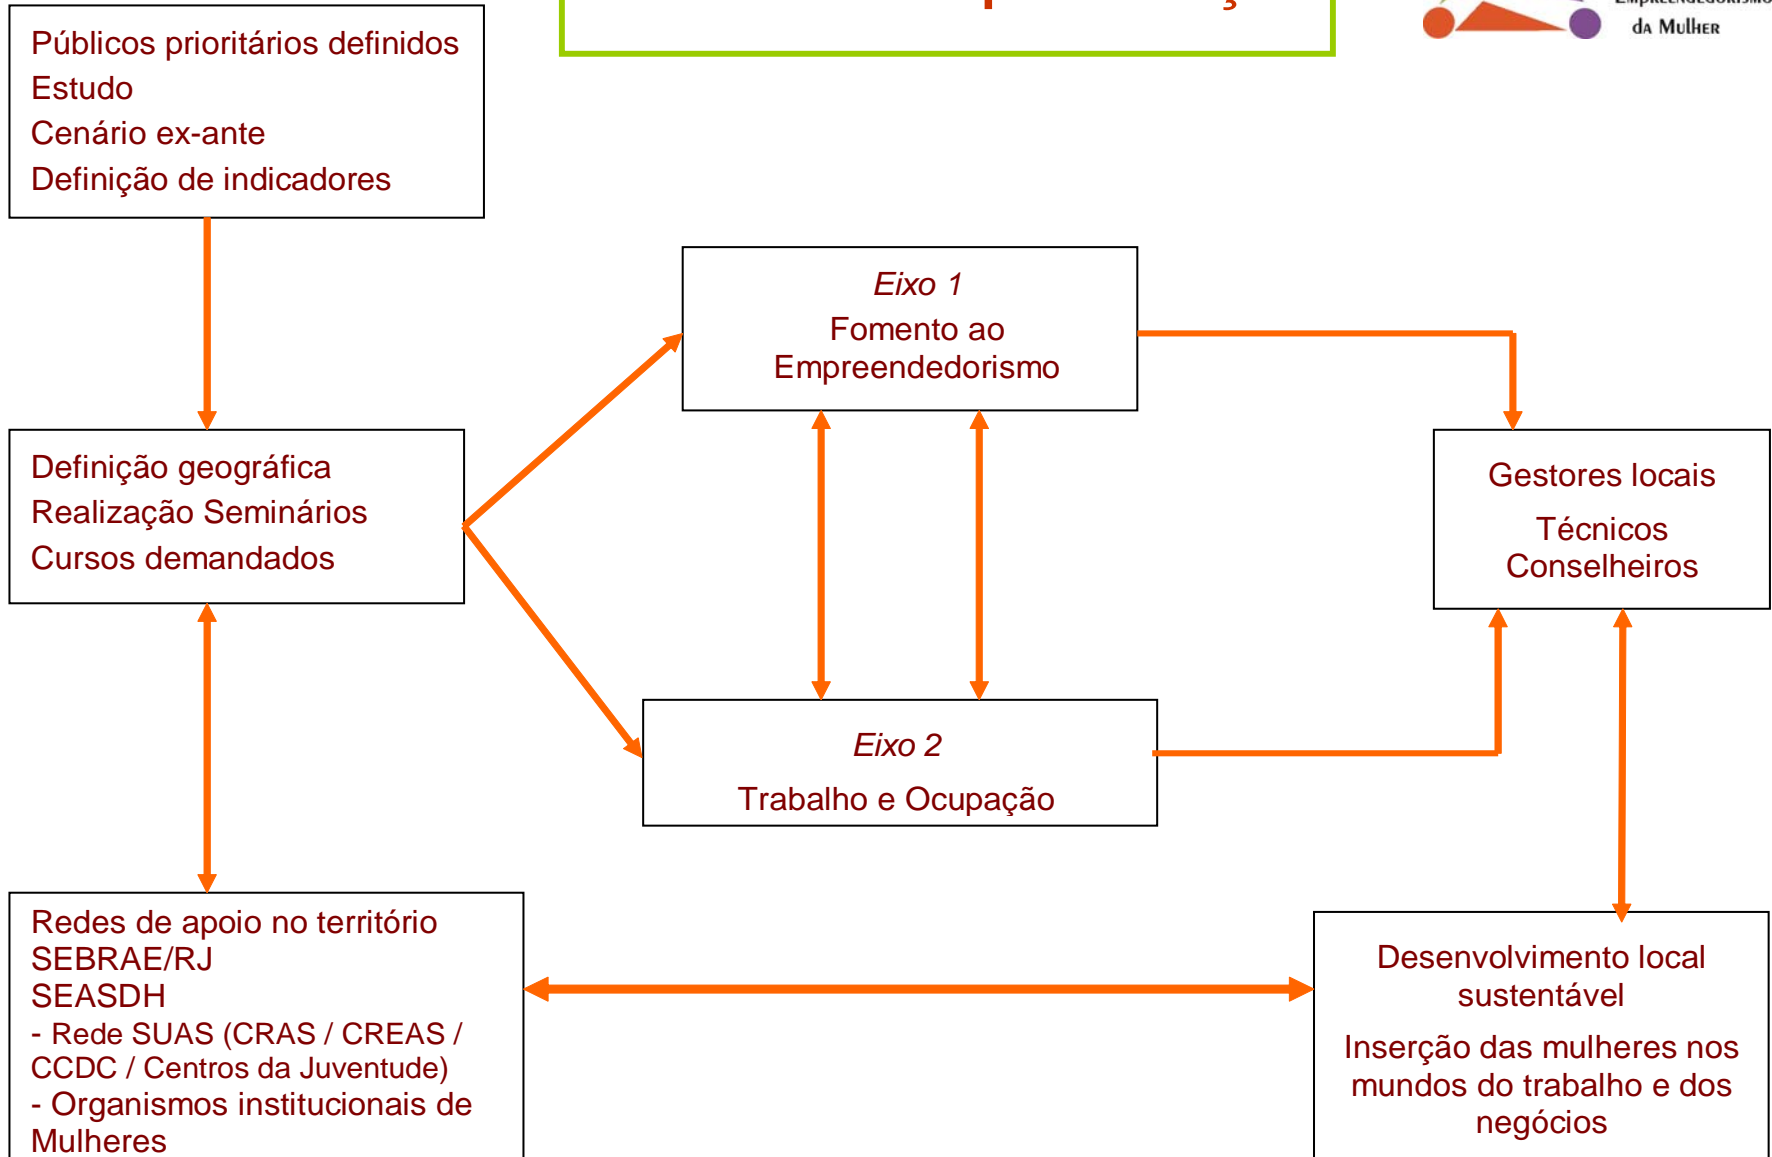 Empreendedorismo
da Mulher
Públicos prioritários definidos
Estudo
Cenário ex-ante
Definição de indicadores
Eixo 1
Fomento ao
Empreendedorismo
Definição geográfica
Realização Seminários
Cursos demandados
Gestores locais
Técnicos
Conselheiros
Eixo 2
Trabalho e Ocupação
Redes de apoio no território
SEBRAE/RJ
SEASDH
- Rede SUAS (CRAS / CREAS /
CCDC / Centros da Juventude)
- Organismos institucionais de
Mulheres
Desenvolvimento local
sustentável
Inserção das mulheres nos
mundos do trabalho e dos
negócios